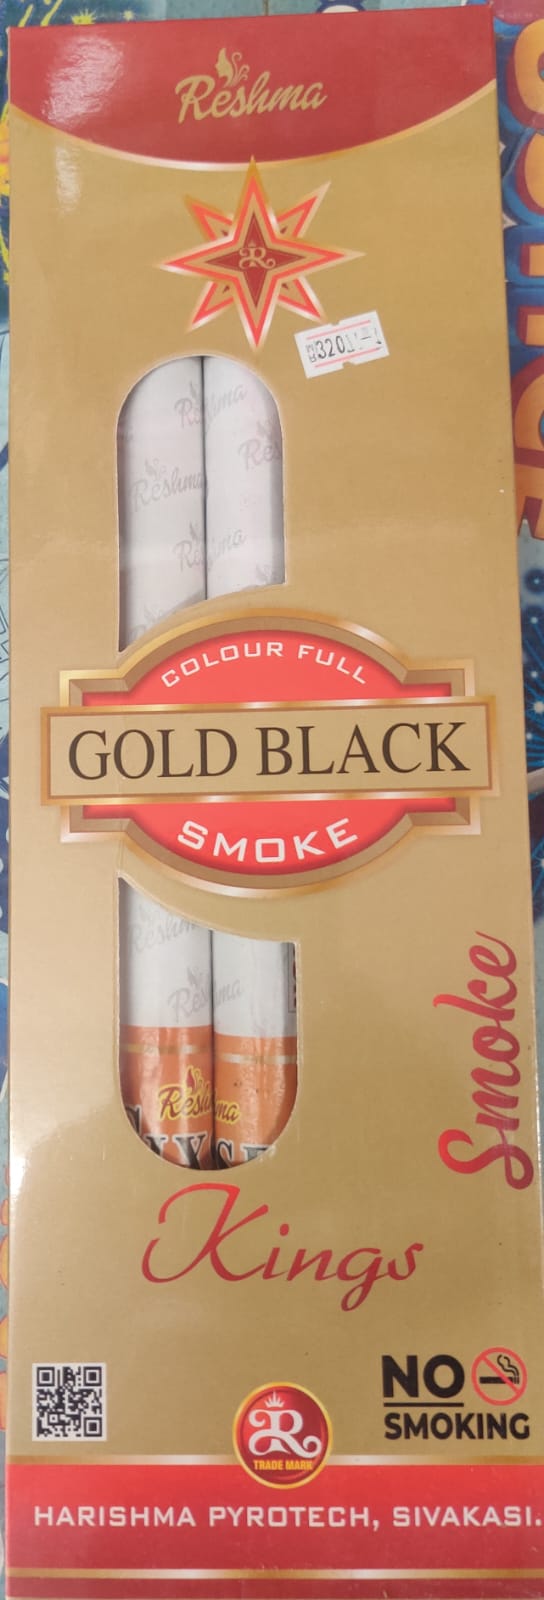 Reshma
R
320
Reshma
Reshma
Reshma
COLOUR FULL
GOLD BLACK
SMOKE
Reshma
Reshma
Smoke
Kings
NO
SMOKING
R
TRADE MARK
HARISHMA PYROTECH, SIVAKASI.